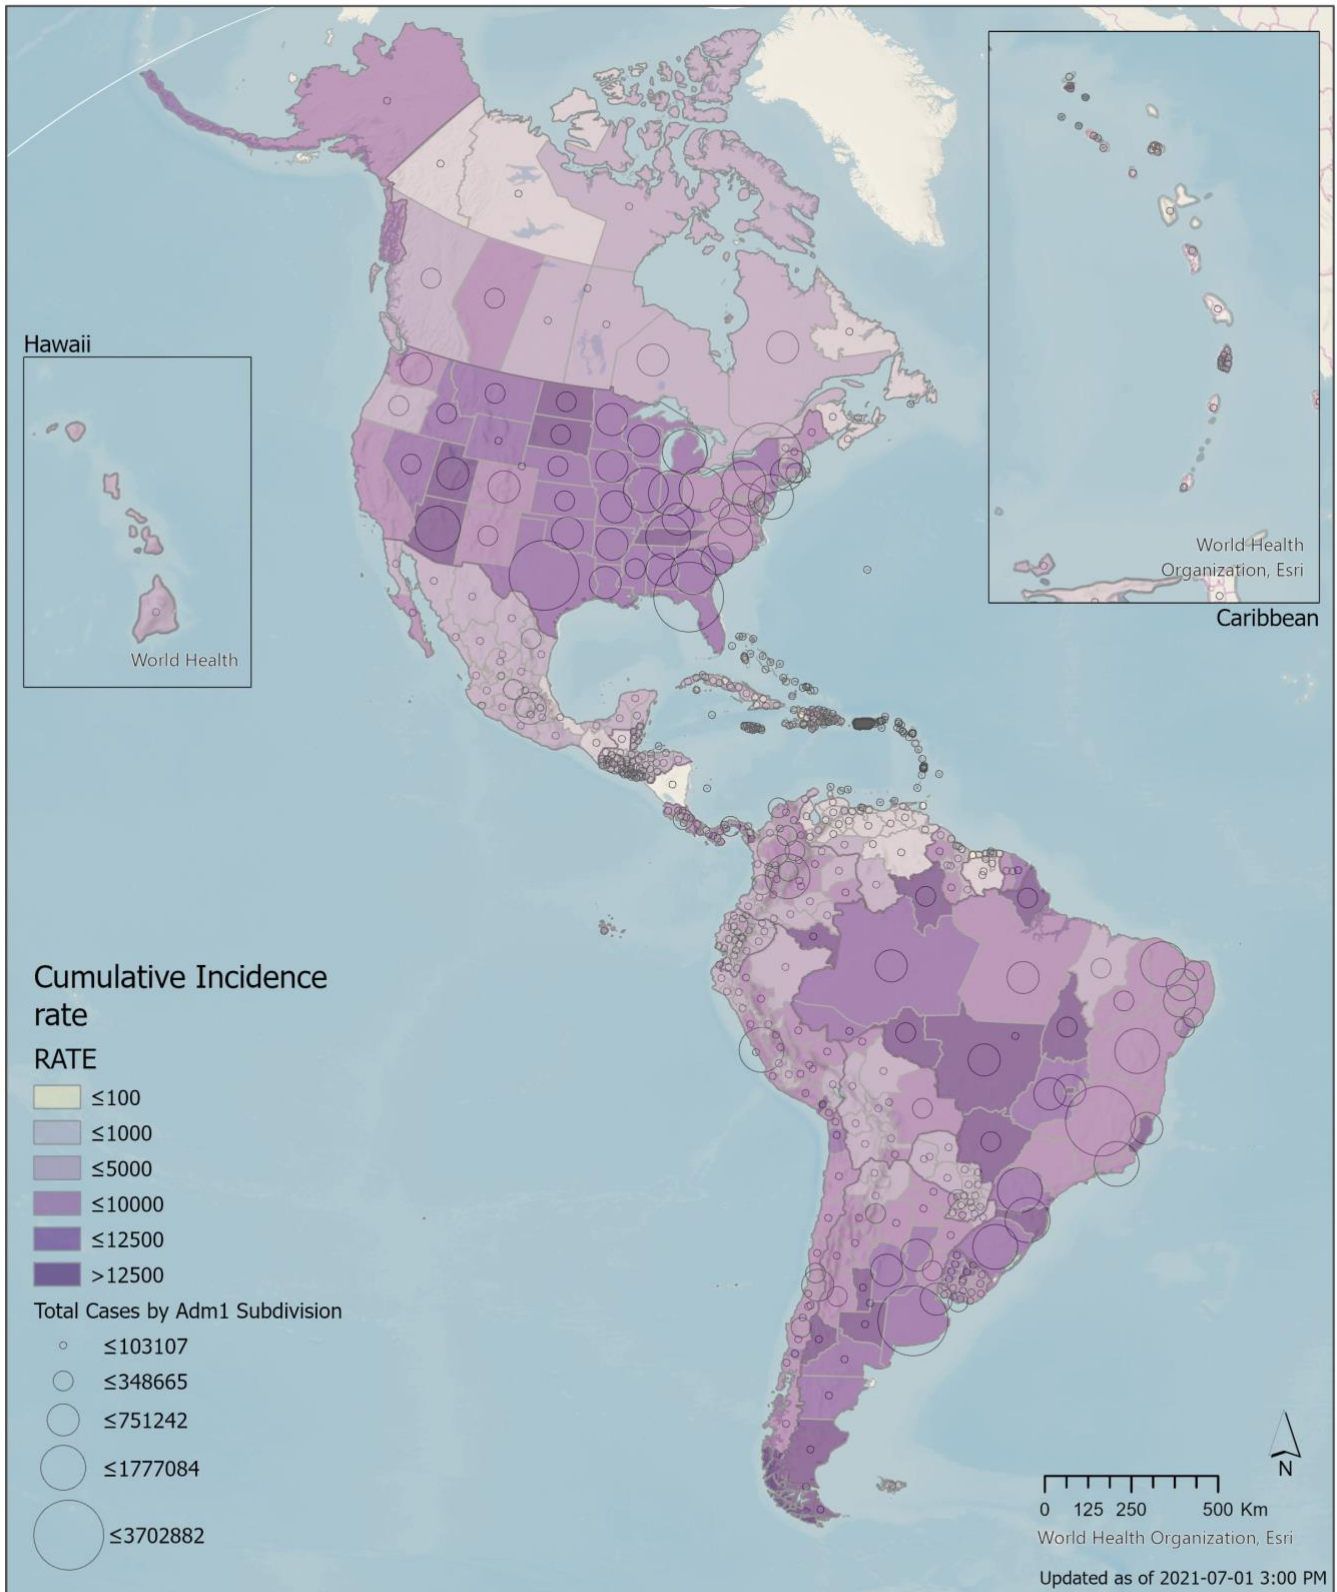 Hawaii
World Health
World Health
Organization, Esri
Caribbean
Cumulative Incidence
rate
RATE
≤100
≤1000
≤5000
≤10000
≤12500
>12500
Total Cases by Adm1 Subdivision
≤103107
≤348665
≤751242
≤1777084
≤3702882
N
0 125 250 500 Km
World Health Organization, Esri
Updated as of 2021-07-01 3:00 PM